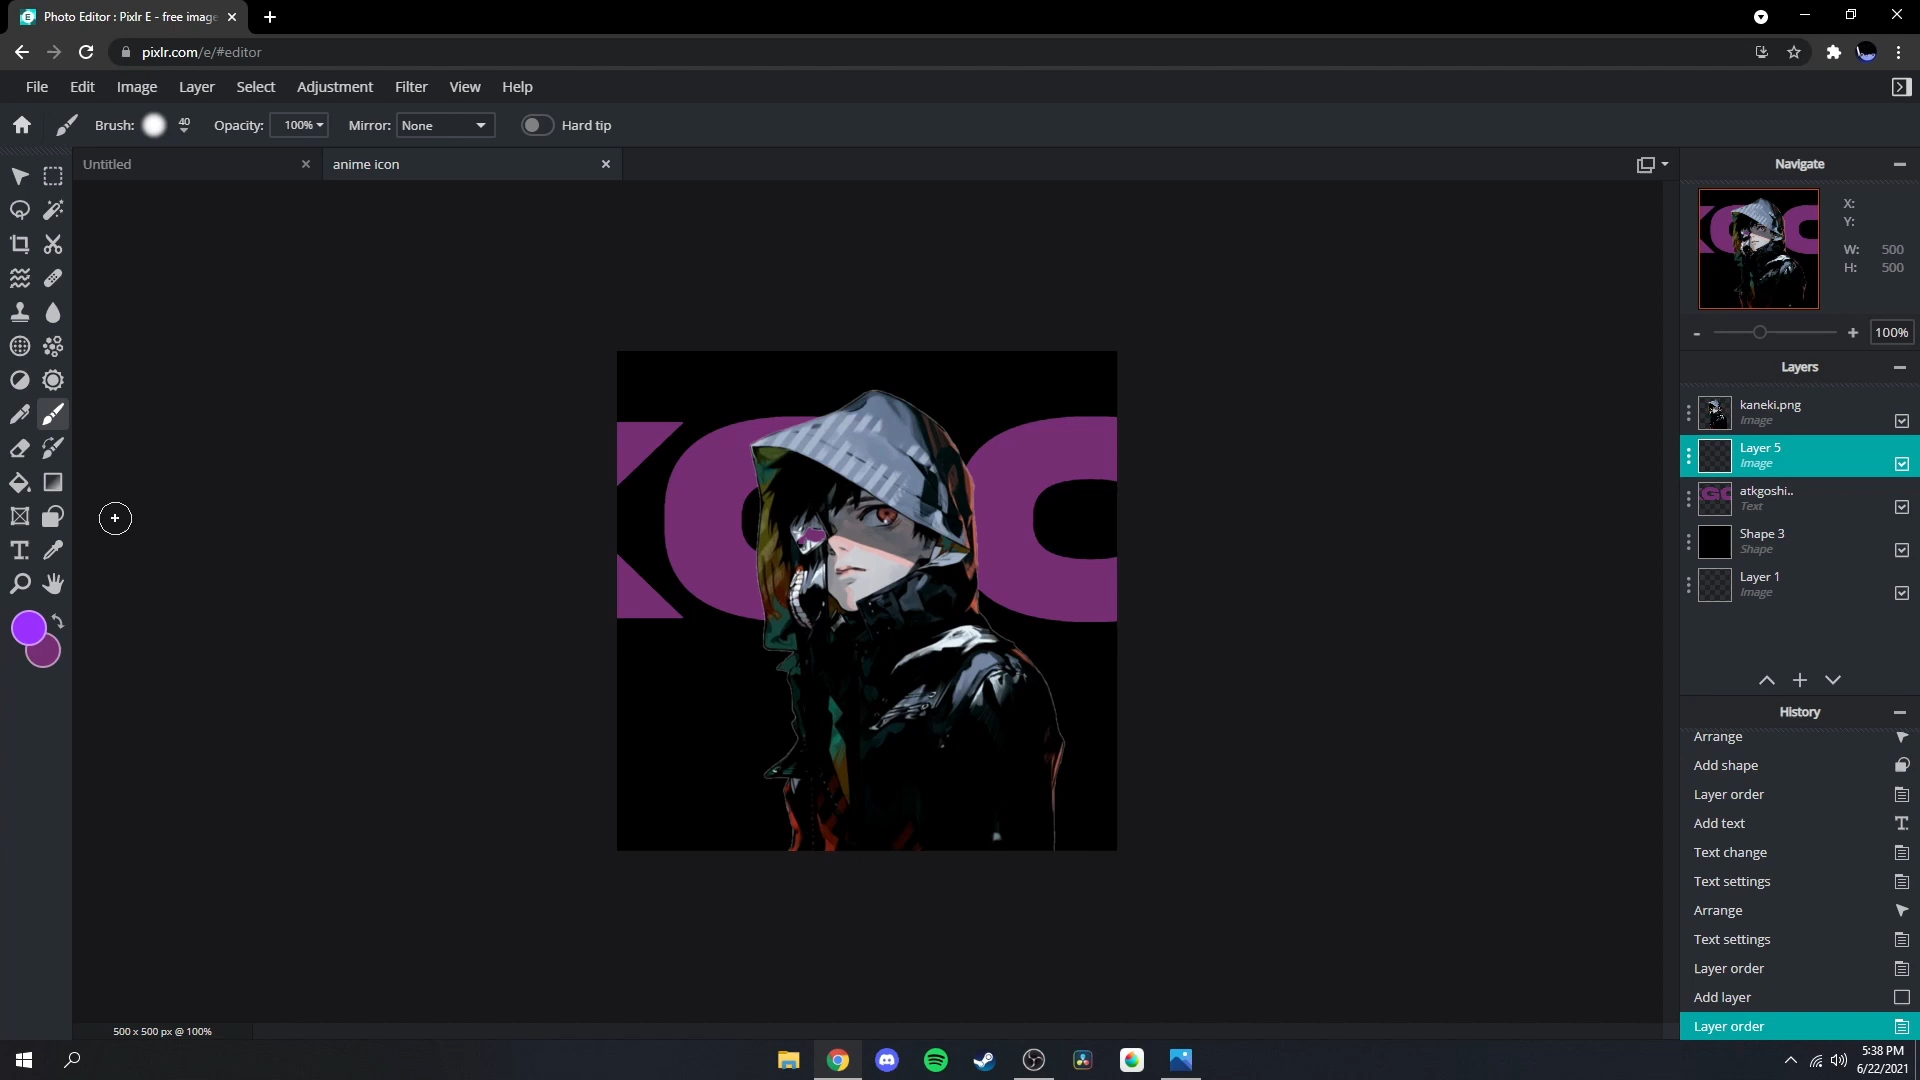 Photo Editor : Pixlr E - free image
pixlr.com/e/#editor
File Edit Image Layer Select Adjustment Filter View Help
Brush: 40 Opacity: 100% Mirror: None Hard tip
Untitled
anime icon
Navigate
X:
Y:
W: 500
H: 500
- + 100%
Layers
kaneki.png
Image
Layer 5
Image
atkgoshi..
Text
Shape 3
Shape
Layer 1
Image
History
Arrange
Add shape
Layer order
Add text
Text change
Text settings
Arrange
Text settings
Layer order
Add layer
Layer order
500 x 500 px @ 100%
5:38 PM
6/22/2021